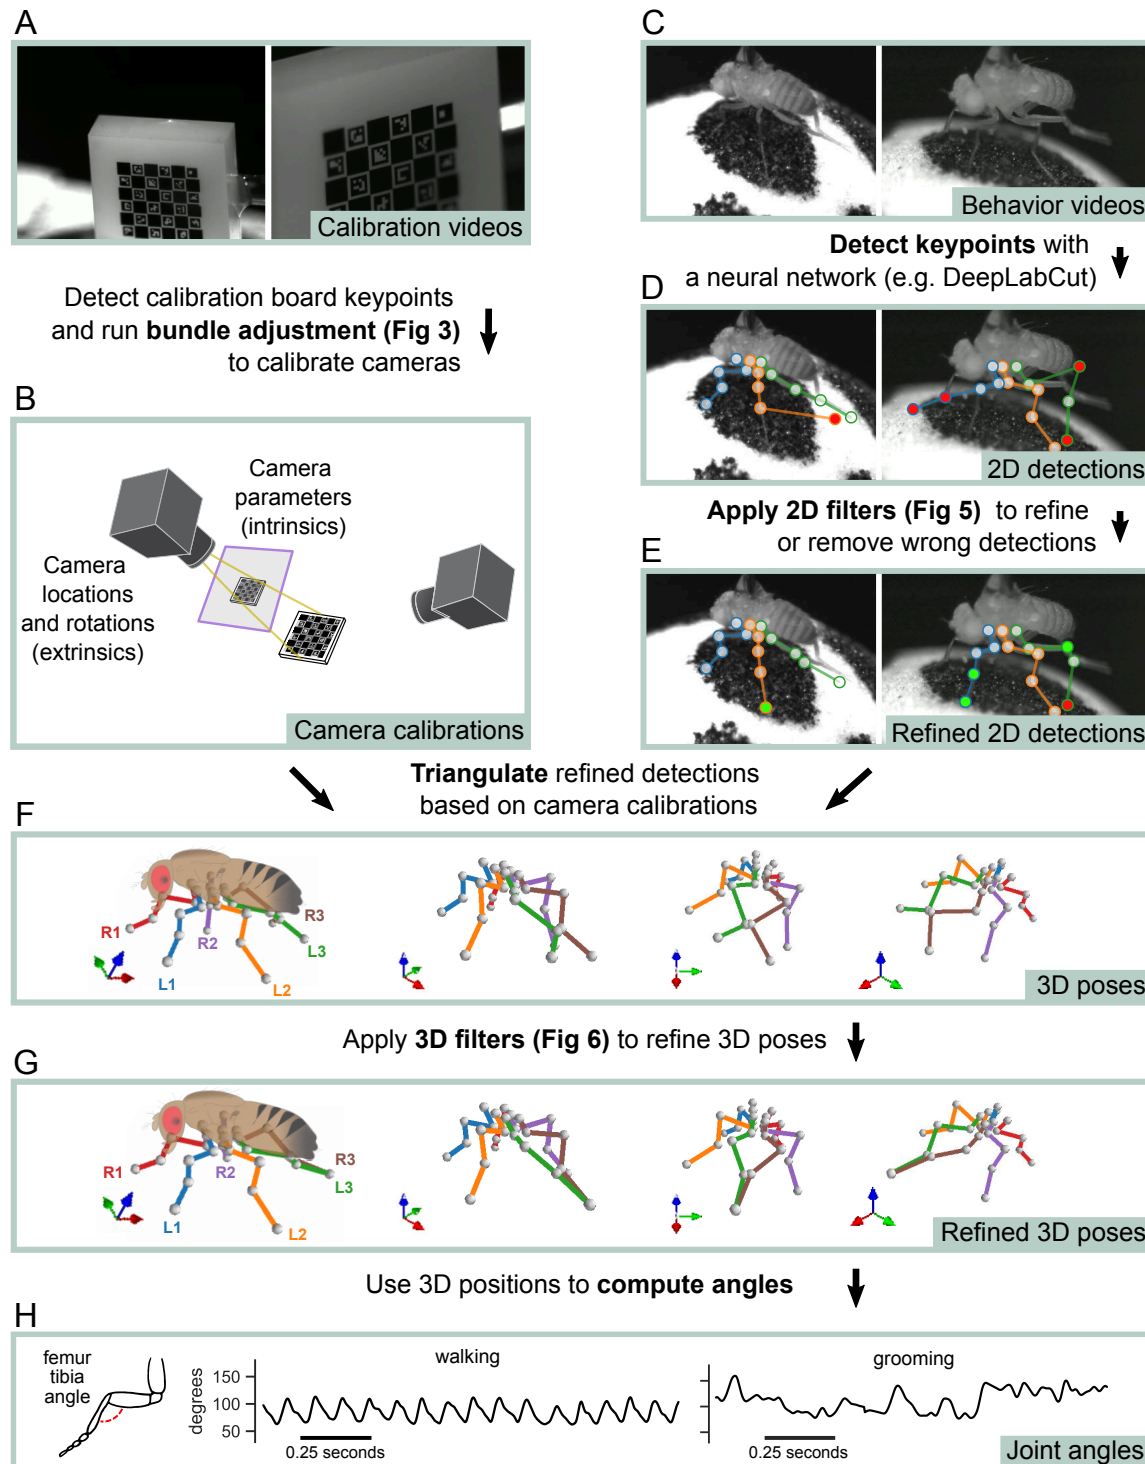 A
Calibration videos
Detect calibration board keypoints
and run bundle adjustment (Fig 3)
to calibrate cameras
B
Camera
parameters
(intrinsics)
Camera
locations
and rotations
(extrinsics)
Camera calibrations
C
Behavior videos
Detect keypoints with
a neural network (e.g. DeepLabCut)
D
2D detections
Apply 2D filters (Fig 5) to refine
or remove wrong detections
E
Refined 2D detections
Triangulate refined detections
based on camera calibrations
F
R1
R2
R3
L3
L1
L2
3D poses
Apply 3D filters (Fig 6) to refine 3D poses
G
R1
R2
R3
L3
L1
L2
Refined 3D poses
Use 3D positions to compute angles
H
femur
tibia
angle
degrees
150
100
50
walking
0.25 seconds
grooming
0.25 seconds
Joint angles